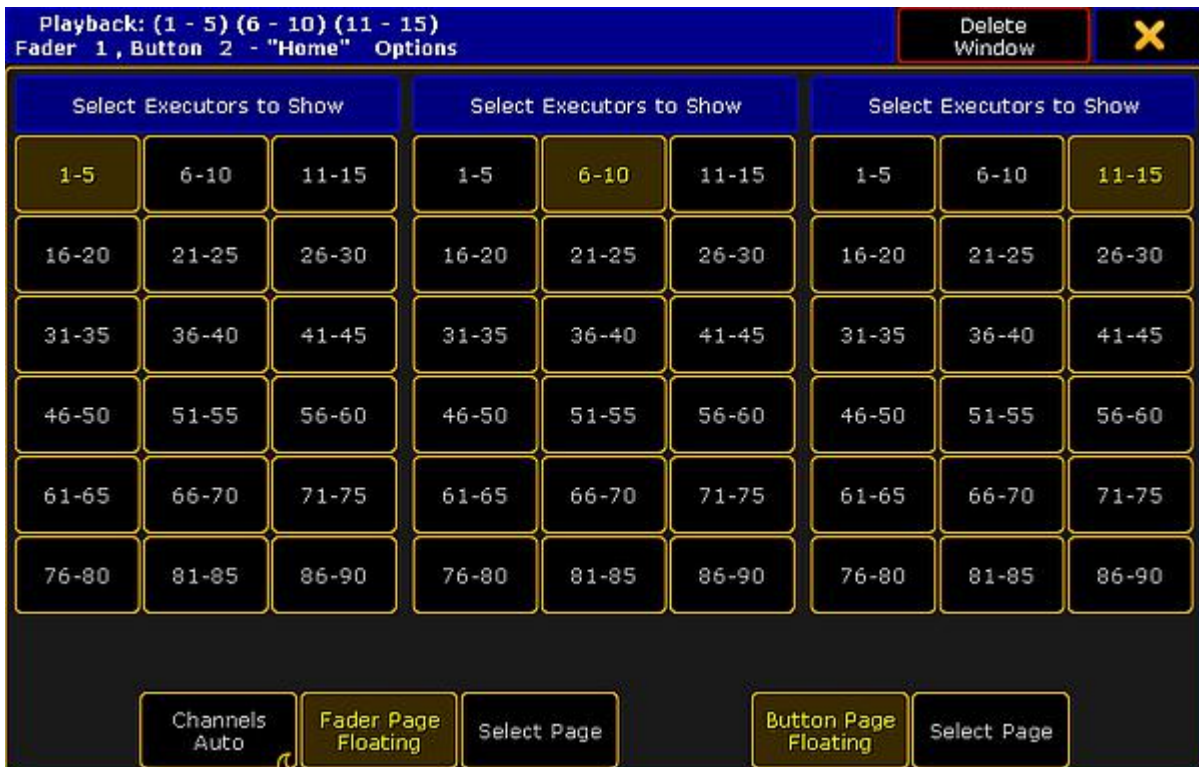 Playback: (1 - 5) (6 - 10) (11 - 15)
Fader 1 , Button 2 - "Home" Options
Delete
Window
Select Executors to Show Select Executors to Show Select Executors to Show
1-5 6-10 11-15 1-5 6-10 11-15 1-5 6-10 11-15
16-20 21-25 26-30 16-20 21-25 26-30 16-20 21-25 26-30
31-35 36-40 41-45 31-35 36-40 41-45 31-35 36-40 41-45
46-50 51-55 56-60 46-50 51-55 56-60 46-50 51-55 56-60
61-65 66-70 71-75 61-65 66-70 71-75 61-65 66-70 71-75
76-80 81-85 86-90 76-80 81-85 86-90 76-80 81-85 86-90
Channels
Auto
Fader Page
Floating
Select Page
Button Page
Floating
Select Page